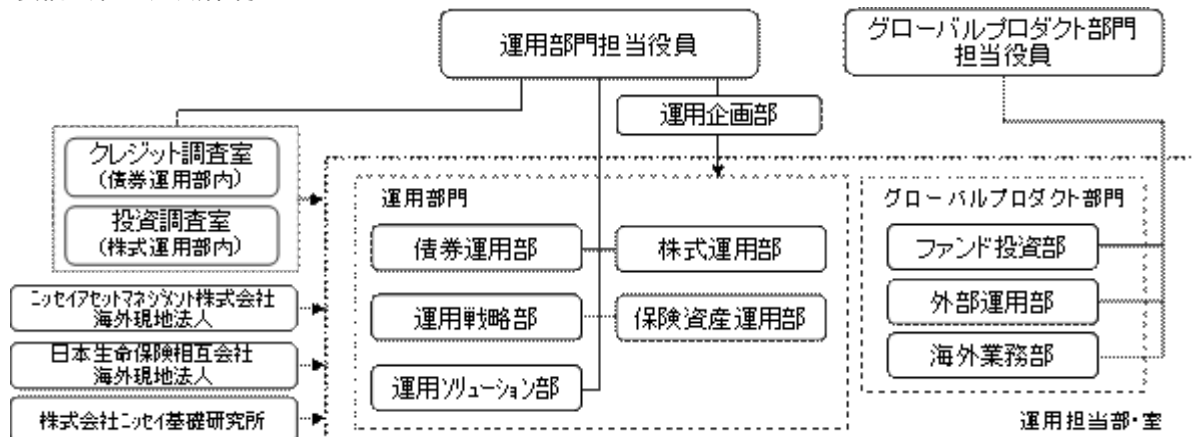 運用部門担当役員
グローバルプロダクト部門
担当役員
運用企画部
クレジット調査室
(債券運用部内)
投資調査室
(株式運用部内)
運用部門
グローバルプロダクト部門
債券運用部
株式運用部
ファンド投資部
ニッセイアセットマネジメント株式会社
海外現地法人
運用戦略部
保険資産運用部
外部運用部
日本生命保険相互会社
海外現地法人
運用ソリューション部
海外業務部
株式会社ニッセイ基礎研究所
運用担当部・室